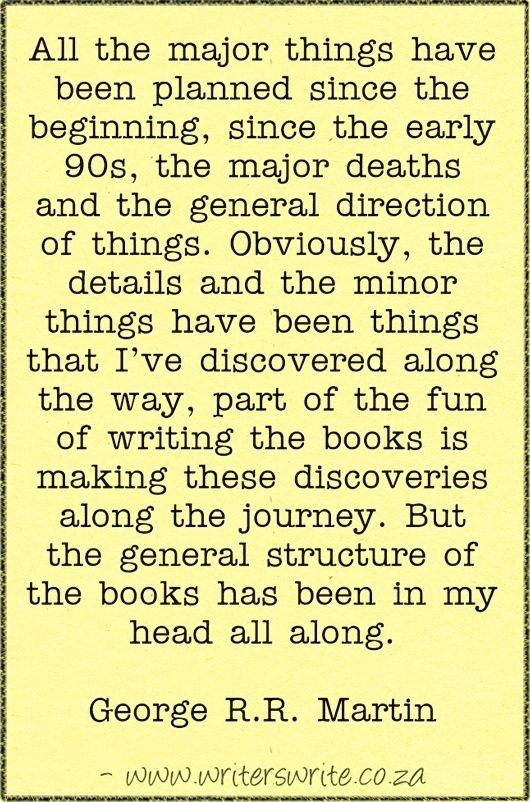 All the major things have
been planned since the
beginning, since the early
90s, the major deaths
and the general direction
of things. Obviously, the
details and the minor
things have been things
that I've discovered along
the way, part of the fun
of writing the books is
making these discoveries
along the journey. But
the general structure of
the books has been in my
head all along.
George R.R. Martin
- www.writerswrite.co.za